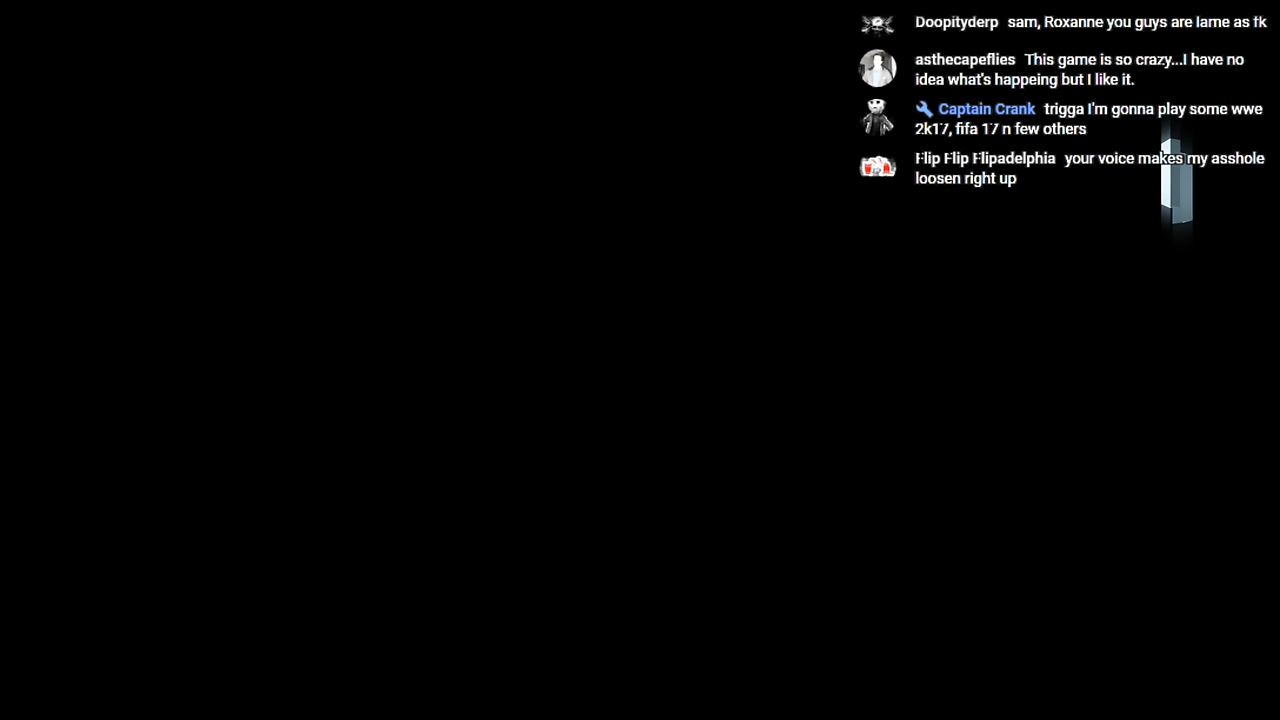 Doopityderp sam, Roxanne you guys are lame as fk
asthecapeflies This game is so crazy...I have no
idea what's happeing but I like it.
Captain Crank trigga I'm gonna play some wwe
2k17, fifa 17 n few others
Flip Flip Flipadelphia your voice makes my asshole
loosen right up